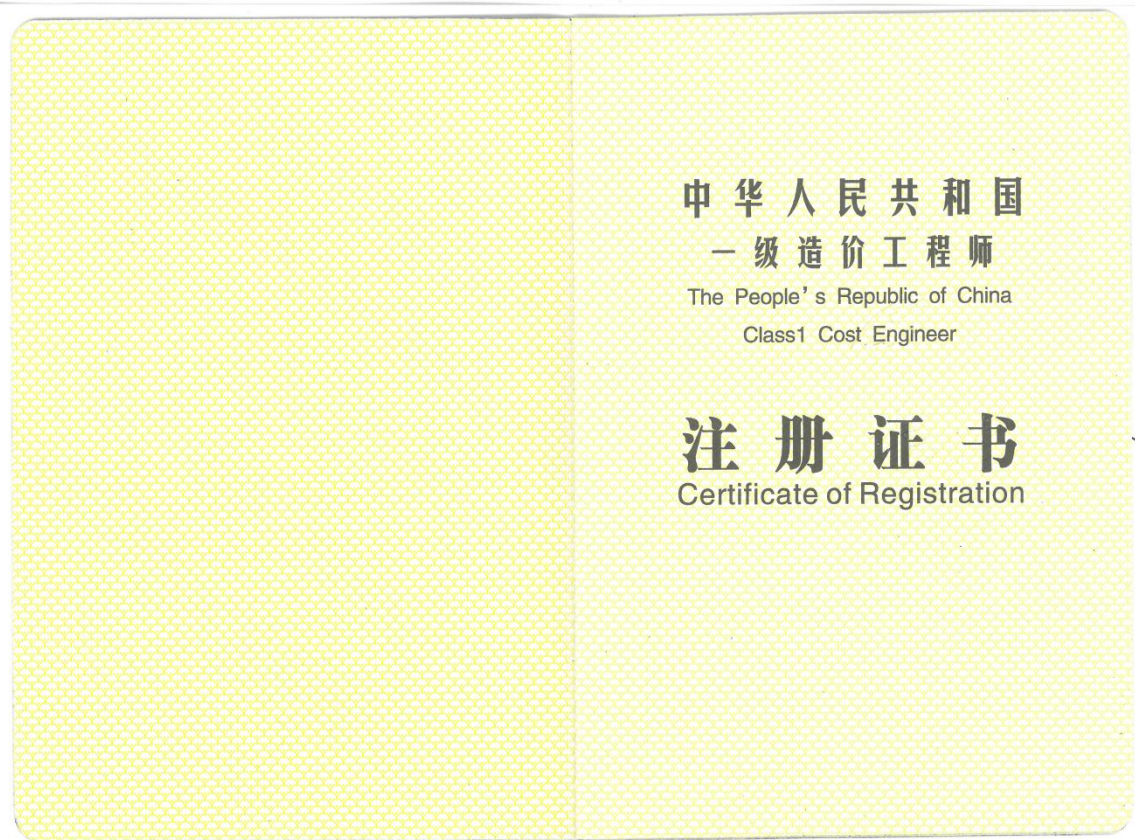 中华人民共和国
一级造价工程师
The People's Republic of China
Class1 Cost Engineer
注册证书
Certificate of Registration